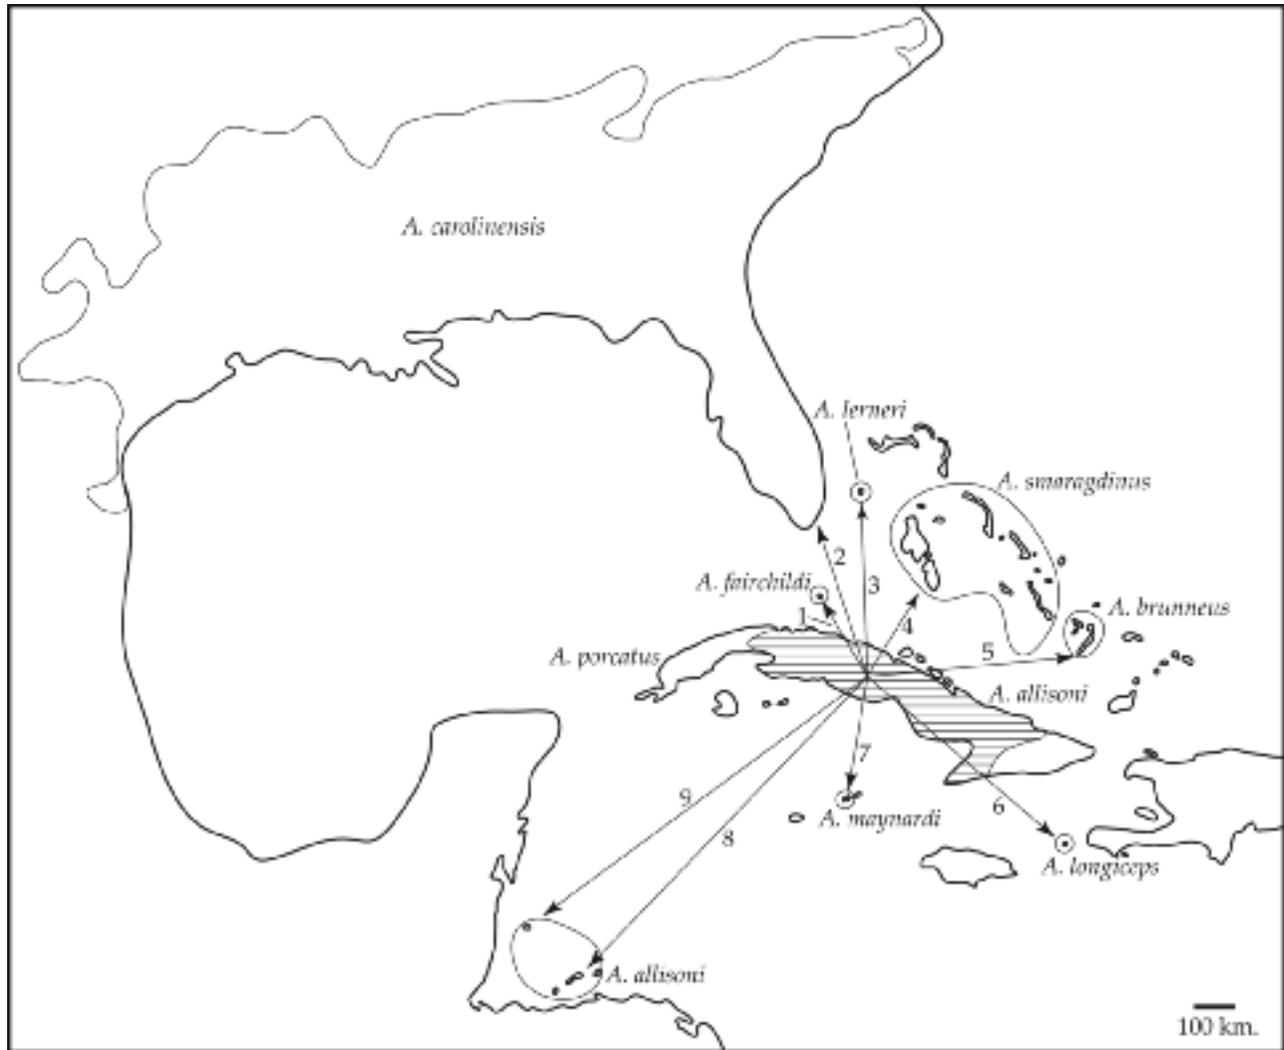 A. carolinensis
A. lerneri
A. smaragdinus
2
3
A. fairchildi
1
4
A. brunneus
A. porcatus
5
A. allisoni
7
9
6
A. maynardi
8
A. longiceps
A. allisoni
100 km.